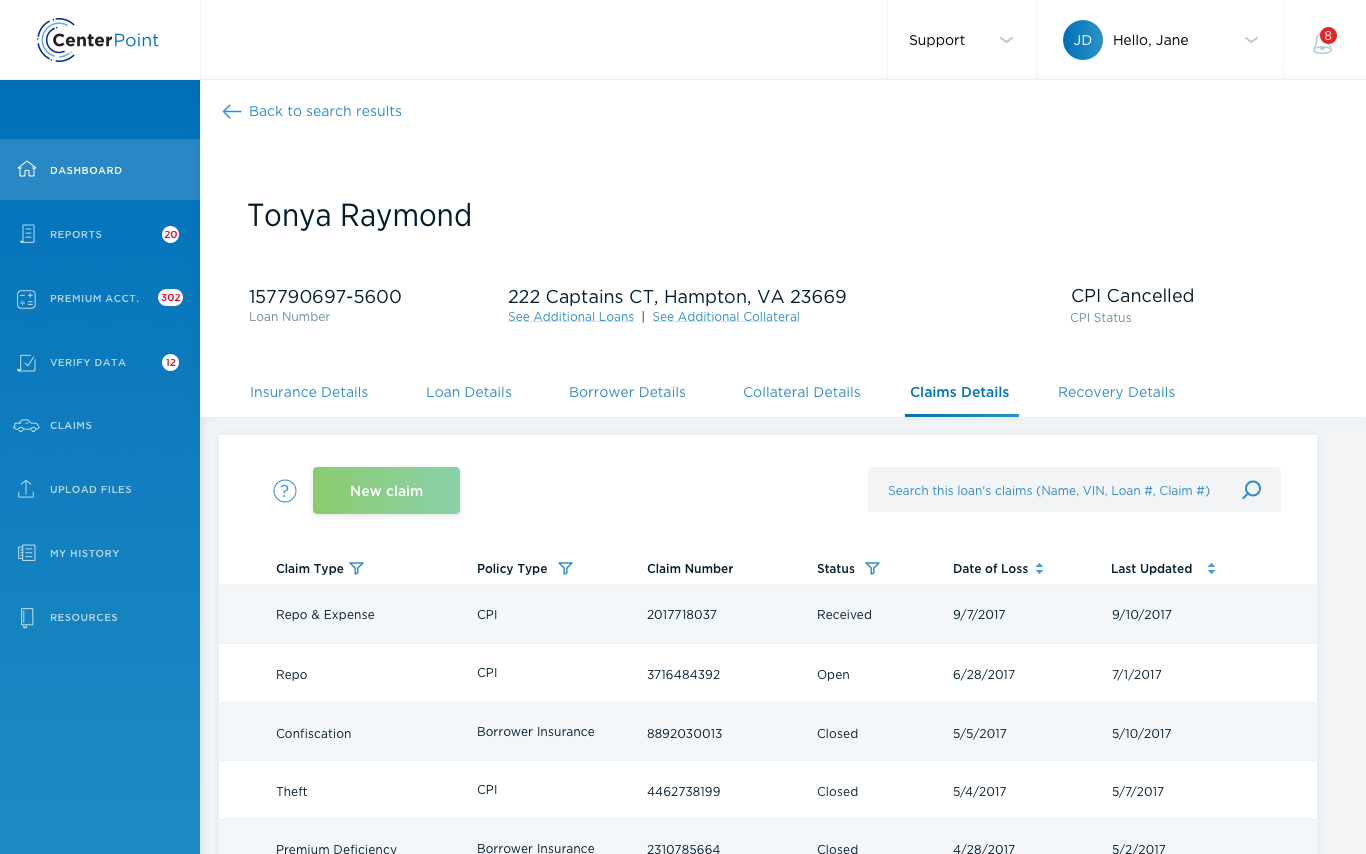 CenterPoint
Support
JD
Hello, Jane
8
Back to search results
DASHBOARD
REPORTS
20
PREMIUM ACCT.
302
VERIFY DATA
12
CLAIMS
UPLOAD FILES
MY HISTORY
RESOURCES
Tonya Raymond
157790697-5600
Loan Number
222 Captains CT, Hampton, VA 23669
See Additional Loans | See Additional Collateral
CPI Cancelled
CPI Status
Insurance Details Loan Details Borrower Details Collateral Details Claims Details Recovery Details
? New claim Search this loan's claims (Name, VIN, Loan #, Claim #)
Claim Type Policy Type Claim Number Status Date of Loss Last Updated
Repo & Expense CPI 2017718037 Received 9/7/2017 9/10/2017
Repo CPI 3716484392 Open 6/28/2017 7/1/2017
Confiscation Borrower Insurance 8892030013 Closed 5/5/2017 5/10/2017
Theft CPI 4462738199 Closed 5/4/2017 5/7/2017
Premium Deficiency Borrower Insurance 2310785664 Closed 4/28/2017 5/2/2017